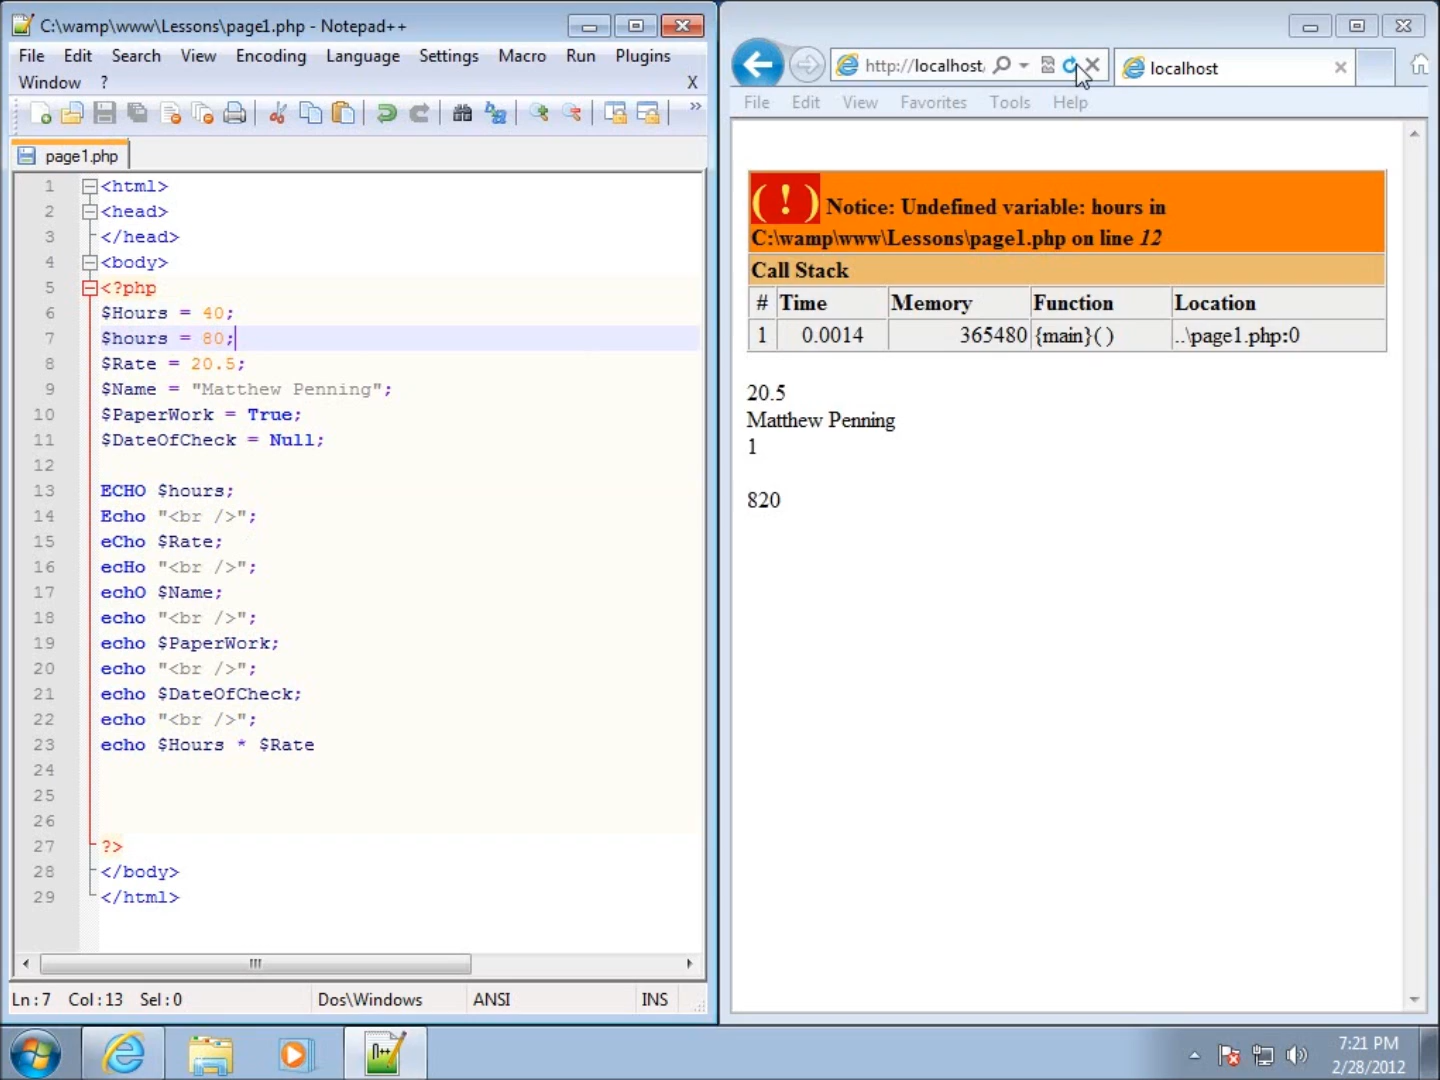 C:\wamp\www\Lessons\page1.php - Notepad++
File Edit Search View Encoding Language Settings Macro Run Plugins
Window ? X
page1.php
1 <html>
2 <head>
3 </head>
4 <body>
5 <?php
6 $Hours = 40;
7 $hours = 80;
8 $Rate = 20.5;
9 $Name = "Matthew Penning";
10 $PaperWork = True;
11 $DateOfCheck = Null;
12
13 ECHO $hours;
14 Echo "<br />";
15 eCho $Rate;
16 ecHo "<br />";
17 echO $Name;
18 echo "<br />";
19 echo $PaperWork;
20 echo "<br />";
21 echo $DateOfCheck;
22 echo "<br />";
23 echo $Hours * $Rate
24
25
26
27 ?>
28 </body>
29 </html>
Ln:7 Col:13 Sel:0 Dos\Windows ANSI INS
http://localhost localhost
File Edit View Favorites Tools Help
(!) Notice: Undefined variable: hours in
C:\wamp\www\Lessons\page1.php on line 12
Call Stack
# Time Memory Function Location
1 0.0014 365480 {main}( ) ..\page1.php:0
20.5
Matthew Penning
1
820
7:21 PM
2/28/2012